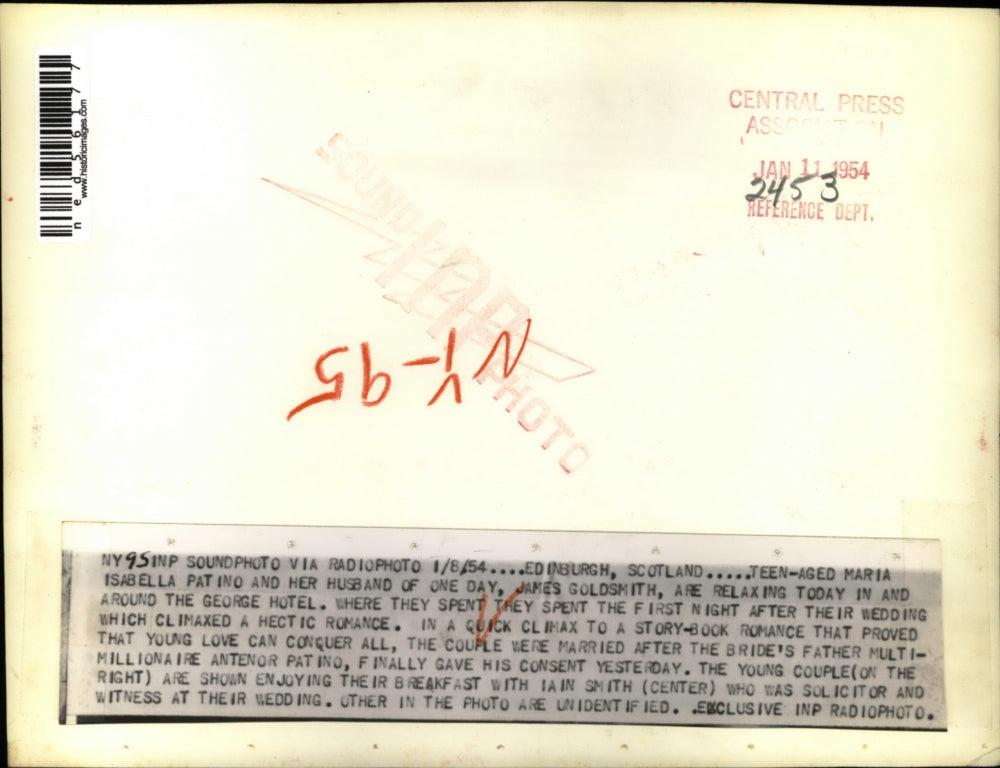 ned56177
www.historicimages.com
CENTRAL PRESS
ASSOCIATION
JAN 11 1954
2453
REFERENCE DEPT.
SOUND
INP
PHOTO
NY-95
NY95INP SOUNDPHOTO VIA RADIOPHOTO 1/8/54....EDINBURGH, SCOTLAND.....TEEN-AGED MARIA
ISABELLA PATINO AND HER HUSBAND OF ONE DAY, JAMES GOLDSMITH, ARE RELAXING TODAY IN AND
AROUND THE GEORGE HOTEL. WHERE THEY SPENT THEY SPENT THE FIRST NIGHT AFTER THEIR WEDDING
WHICH CLIMAXED A HECTIC ROMANCE. IN A QUICK CLIMAX TO A STORY-BOOK ROMANCE THAT PROVED
THAT YOUNG LOVE CAN CONQUER ALL, THE COUPLE WERE MARRIED AFTER THE BRIDE'S FATHER MULTI-
MILLIONAIRE ANTENOR PATINO, FINALLY GAVE HIS CONSENT YESTERDAY. THE YOUNG COUPLE(ON THE
RIGHT) ARE SHOWN ENJOYING THEIR BREAKFAST WITH IAIN SMITH (CENTER) WHO WAS SOLICITOR AND
WITNESS AT THEIR WEDDING. OTHER IN THE PHOTO ARE UNIDENTIFIED. .EXCLUSIVE INP RADIOPHOTO.